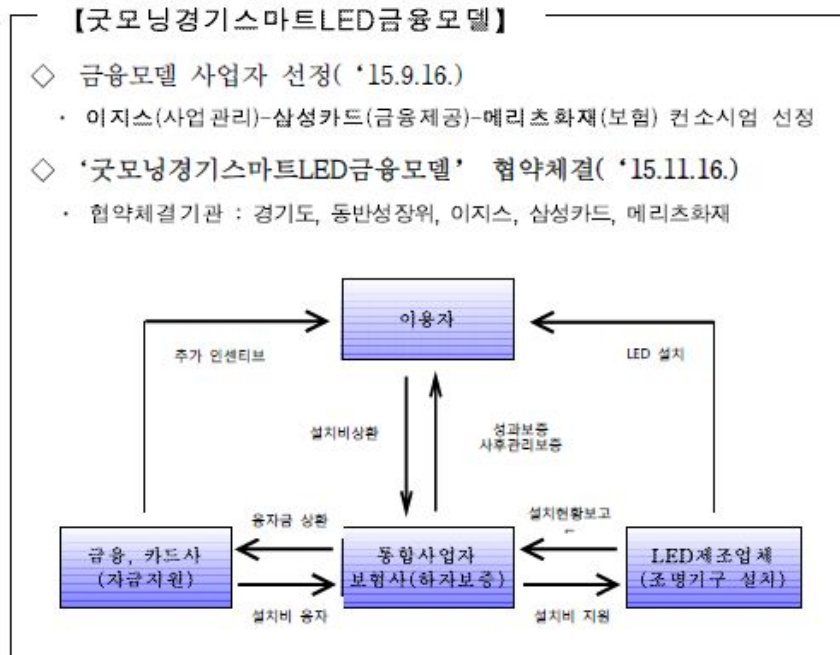 【굿모닝경기스마트LED금융모델】
◇ 금융모델 사업자 선정( ‘15.9.16.)
· 이지스(사업관리)-삼성카드(금융제공)-메리츠화재(보험) 컨소시엄 선정
◇ ‘굿모닝경기스마트LED금융모델’ 협약체결( ‘15.11.16.)
· 협약체결기관 : 경기도, 동반성장위, 이지스, 삼성카드, 메리츠화재
이용자
추가 인센티브
LED 설치
설치비상환
성과보증
사후관리보증
융자금 상환
설치현황보고
금융, 카드사
(자금지원)
통합사업자
보험사(하자보증)
LED제조업체
(조명기구 설치)
설치비 융자
설치비 지원